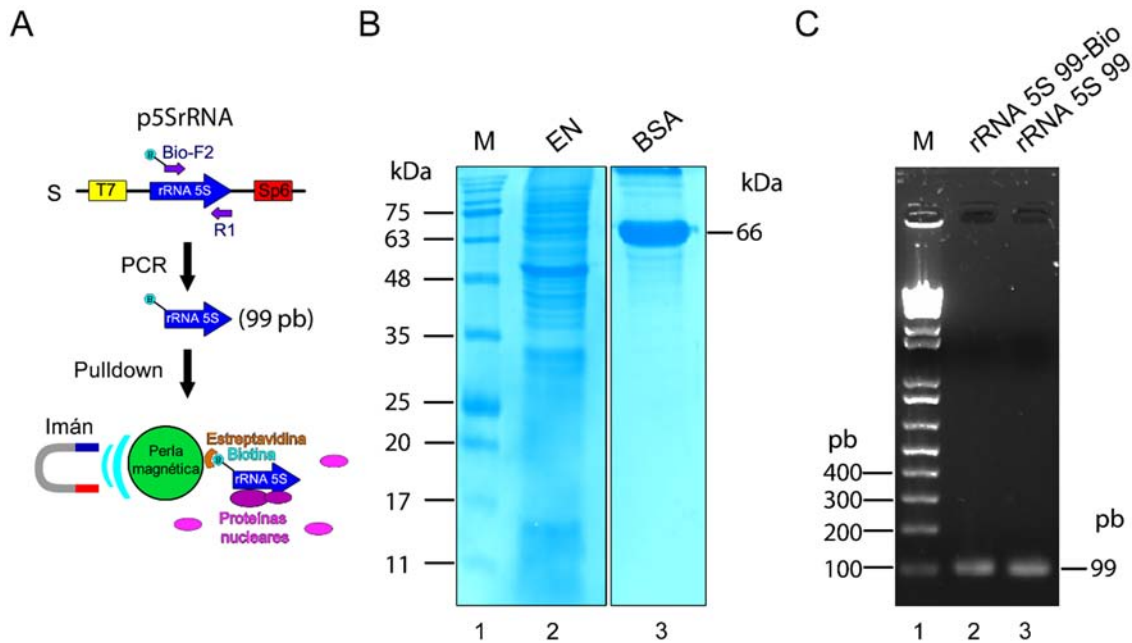 A
p5SrRNA
B
Bio-F2
S
T7
rRNA 5S
Sp6
R1
PCR
B
rRNA 5S
(99 pb)
Pulldown
Imán
Perla
magnética
Estreptavidina
Biotina
B
rRNA 5S
Proteínas
nucleares
B
M
EN
BSA
kDa
75
63
48
35
25
20
17
11
kDa
66
1
2
3
C
M
rRNA 5S 99-Bio
rRNA 5S 99
pb
400
300
200
100
pb
99
1
2
3